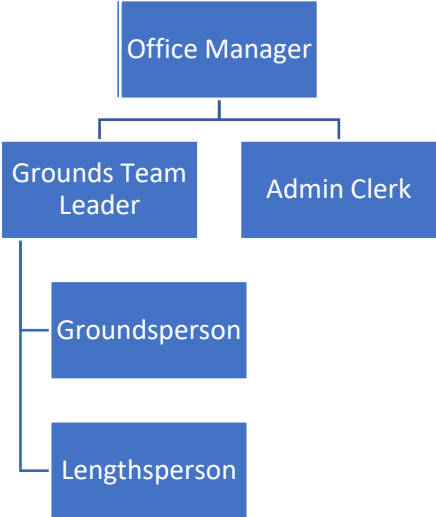 Office Manager
Grounds Team
Leader
Admin Clerk
Groundsperson
Lengthsperson